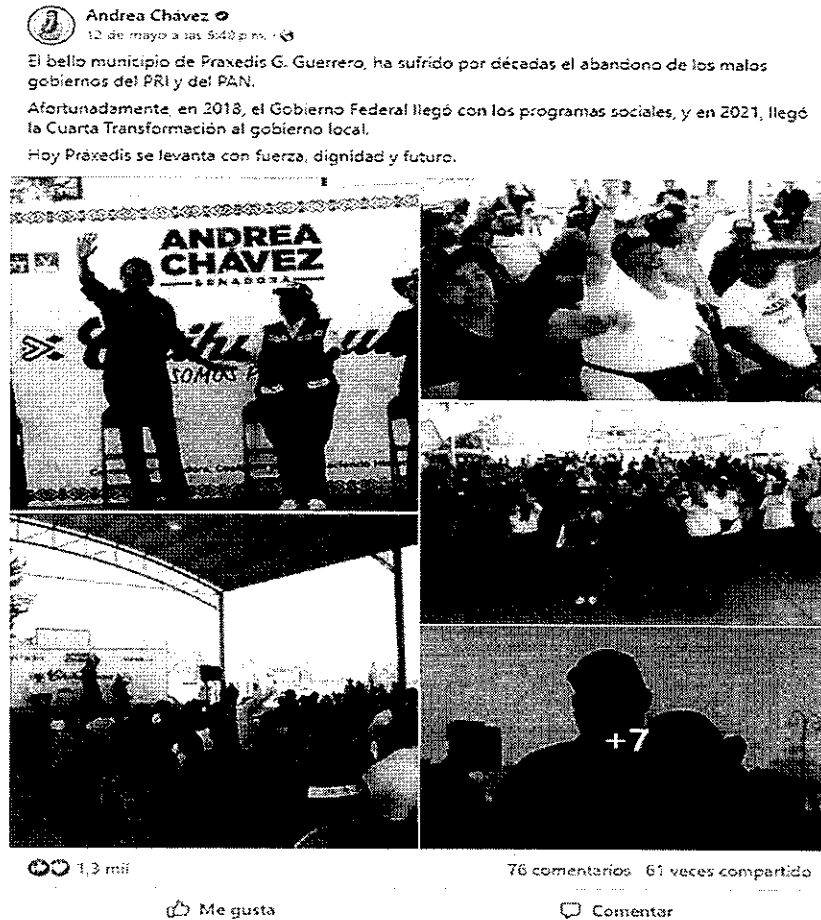 Andrea Chávez
12 de mayo a las 5:40 p.m. ·
El bello municipio de Praxedis G. Guerrero, ha sufrido por décadas el abandono de los malos
gobiernos del PRI y del PAN.
Afortunadamente, en 2018, el Gobierno Federal llegó con los programas sociales, y en 2021, llegó
la Cuarta Transformación al gobierno local.
Hoy Práxedis se levanta con fuerza, dignidad y futuro.
ANDREA
CHÁVEZ
SENADORA
SOMOS
+7
1,3 mil
76 comentarios 61 veces compartido
Me gusta
Comentar